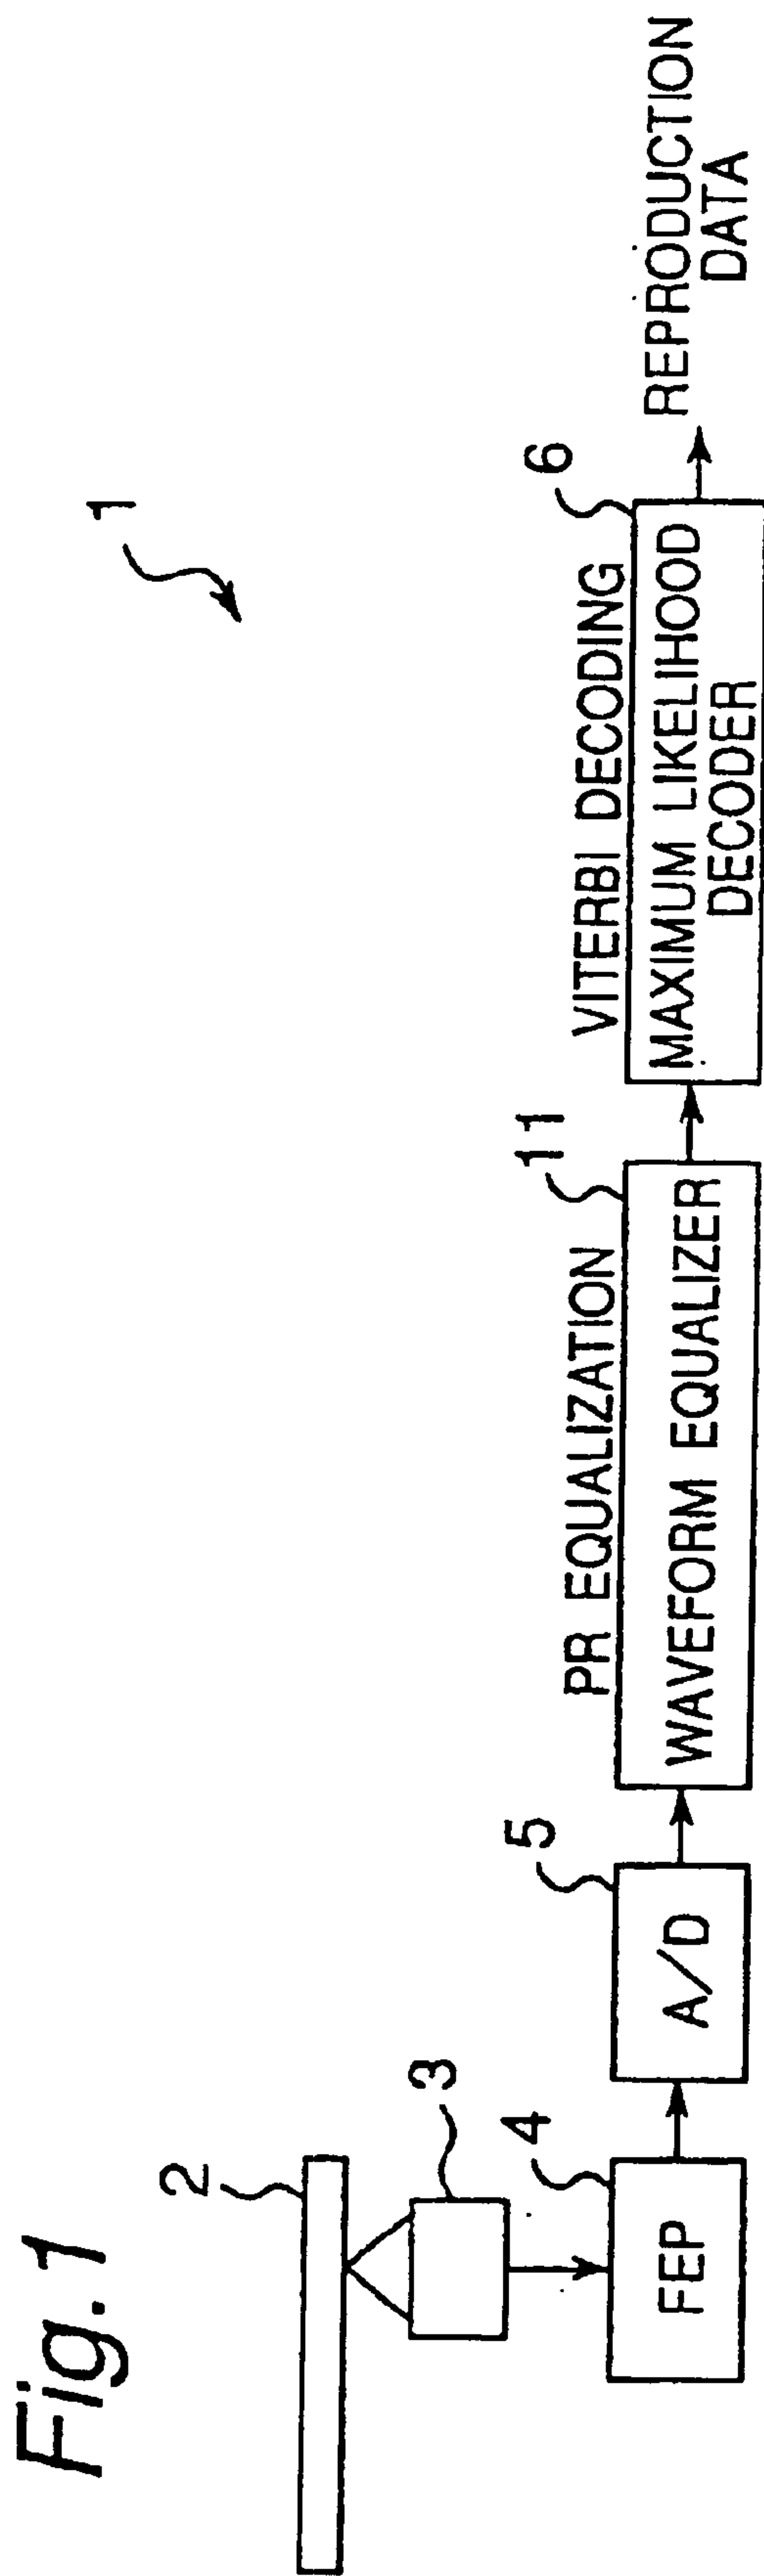 Fig.1
1
2
3
4
FEP
5
A/D
PR EQUALIZATION
11
WAVEFORM EQUALIZER
VITERBI DECODING
6
MAXIMUM LIKELIHOOD
DECODER
REPRODUCTION
DATA